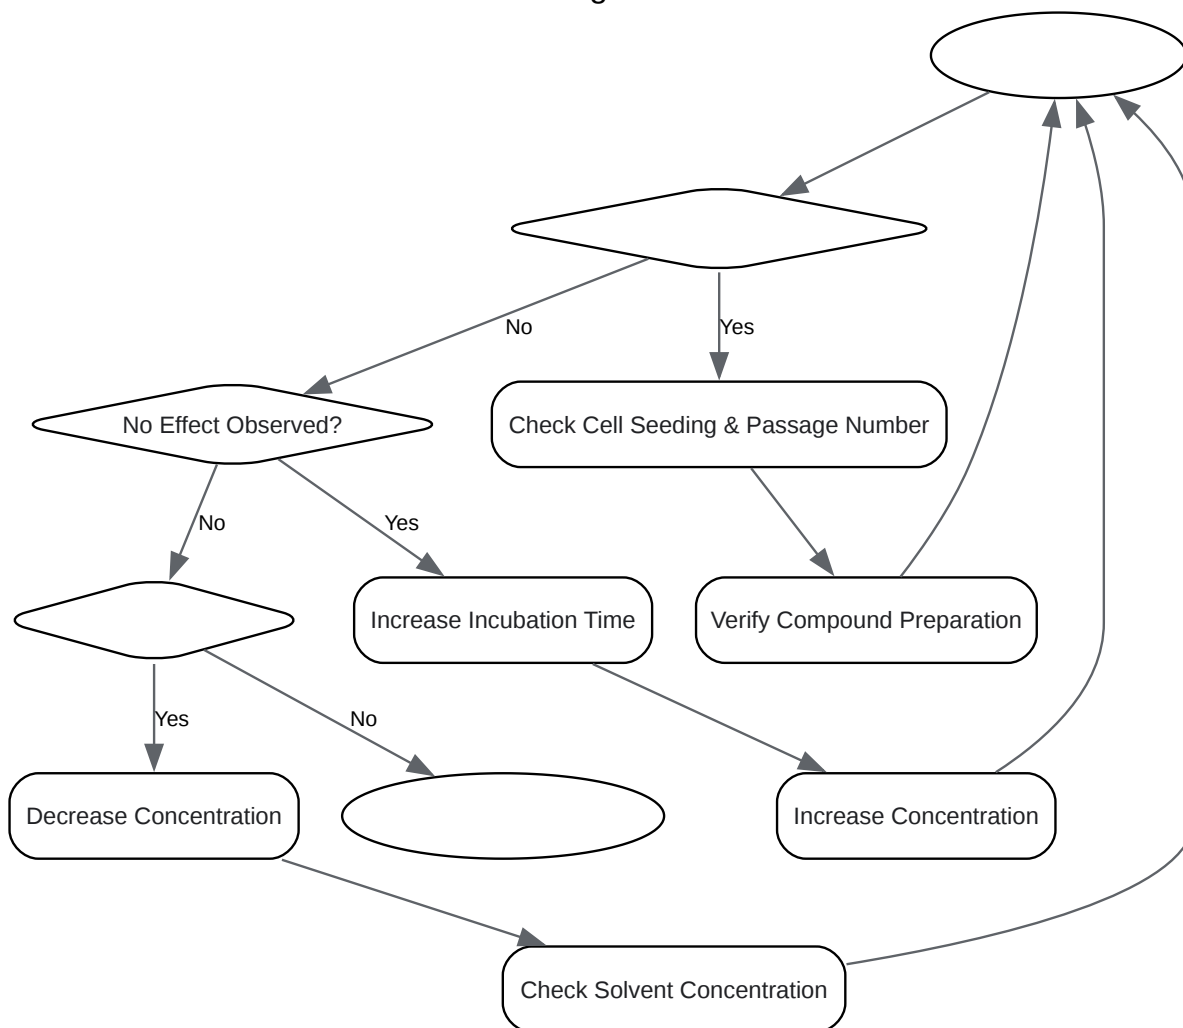 No
Yes
No Effect Observed?
Check Cell Seeding & Passage Number
No
Yes
Increase Incubation Time
Verify Compound Preparation
Yes
No
Decrease Concentration
Increase Concentration
Check Solvent Concentration